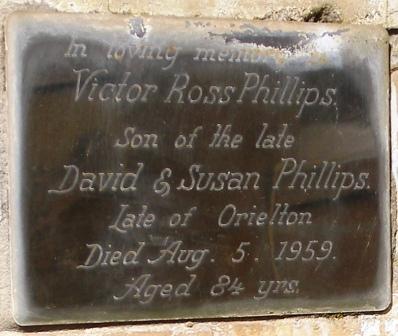 In loving memory of
Victor Ross Phillips.
Son of the late
David & Susan Phillips.
Late of Orielton
Died Aug. 5. 1959.
Aged 84 yrs.